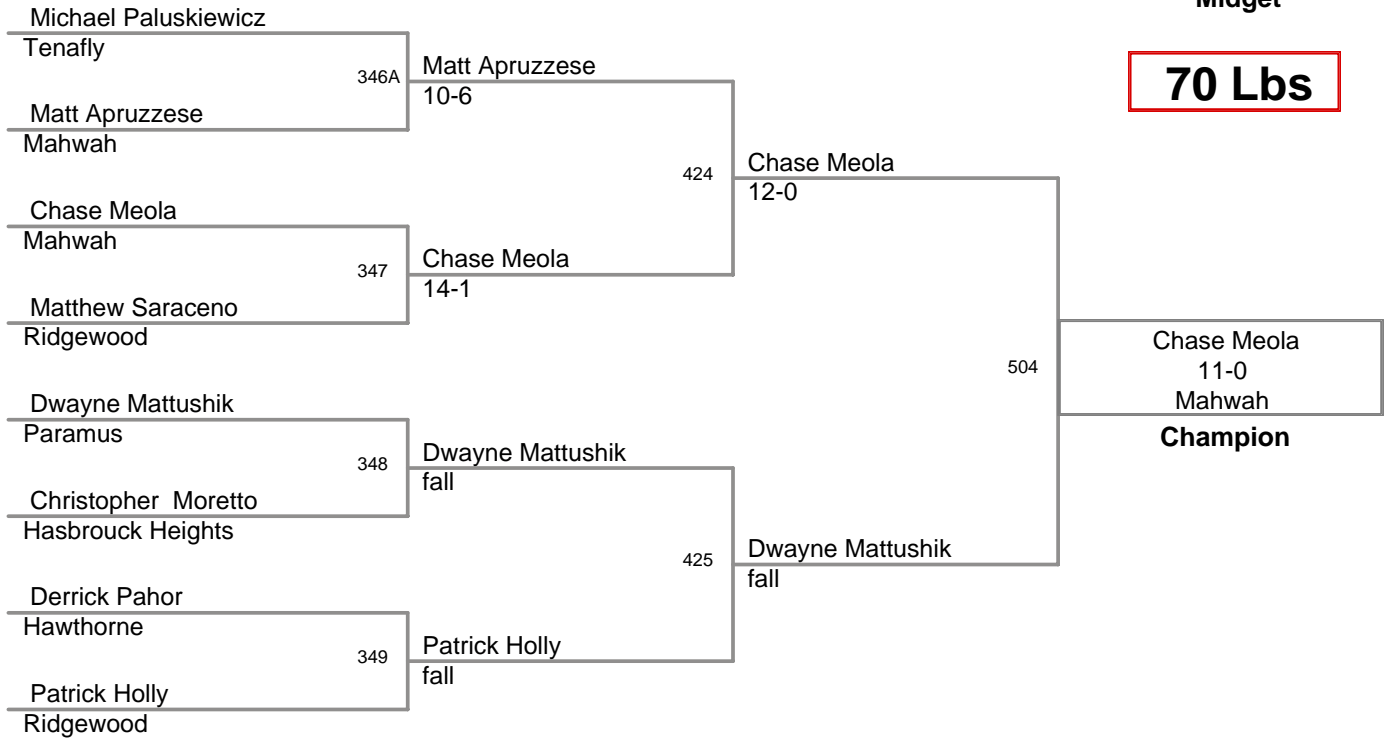 Midget
70 Lbs
Michael Paluskiewicz
Tenafly
346A
Matt Apruzzese
10-6
Matt Apruzzese
Mahwah
424
Chase Meola
12-0
Chase Meola
Mahwah
347
Chase Meola
14-1
Matthew Saraceno
Ridgewood
504
Chase Meola
11-0
Mahwah
Champion
Dwayne Mattushik
Paramus
348
Dwayne Mattushik
fall
Christopher  Moretto
Hasbrouck Heights
425
Dwayne Mattushik
fall
Derrick Pahor
Hawthorne
349
Patrick Holly
fall
Patrick Holly
Ridgewood